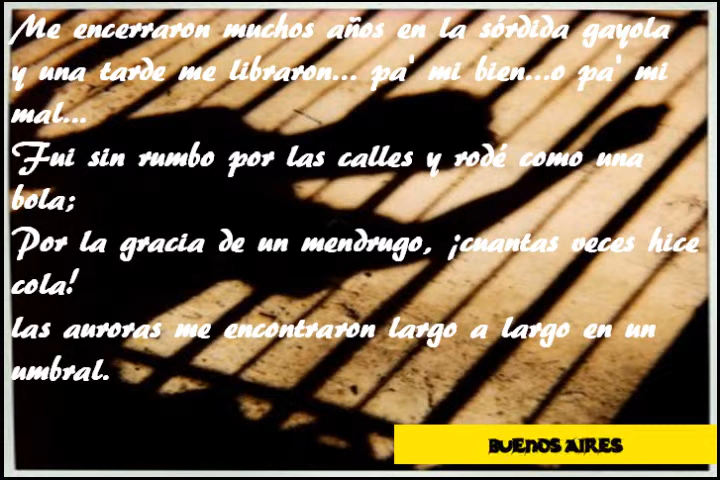 Me encerraron muchos años en la sórdida gayola
y una tarde me libraron... pa' mi bien...o pa' mi
mal...
Fui sin rumbo por las calles y rodé como una
bola;
Por la gracia de un mendrugo, ¡cuantas veces hice
cola!
las auroras me encontraron largo a largo en un
umbral.
BUENOS AIRES